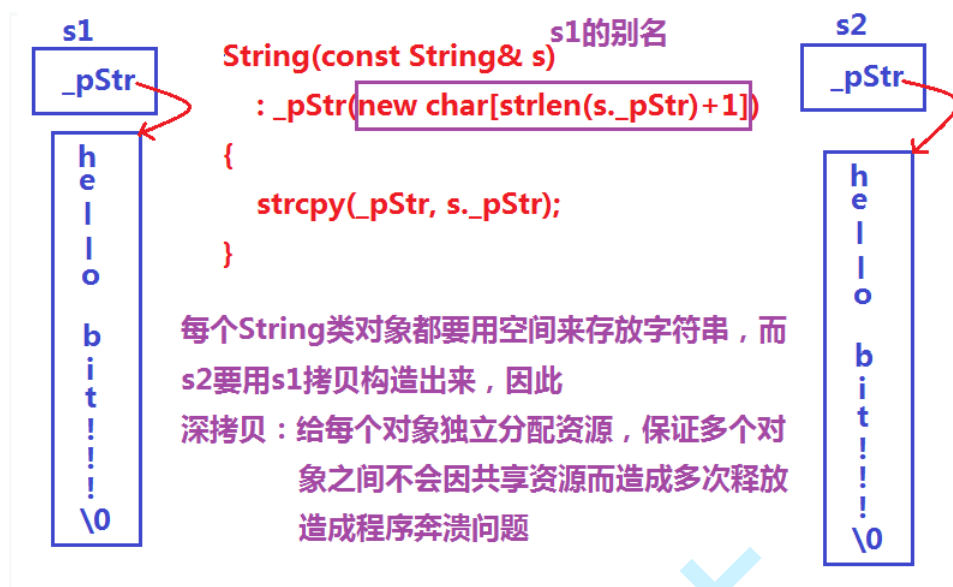 s1
_pStr
h
e
l
l
o
b
i
t
!
!
!
\0
s1的别名
String(const String& s)
: _pStr(new char[strlen(s._pStr)+1])
{
strcpy(_pStr, s._pStr);
}
每个String类对象都要用空间来存放字符串，而
s2要用s1拷贝构造出来，因此
深拷贝：给每个对象独立分配资源，保证多个对
象之间不会因共享资源而造成多次释放
造成程序奔溃问题
s2
_pStr
h
e
l
l
o
b
i
t
!
!
!
\0